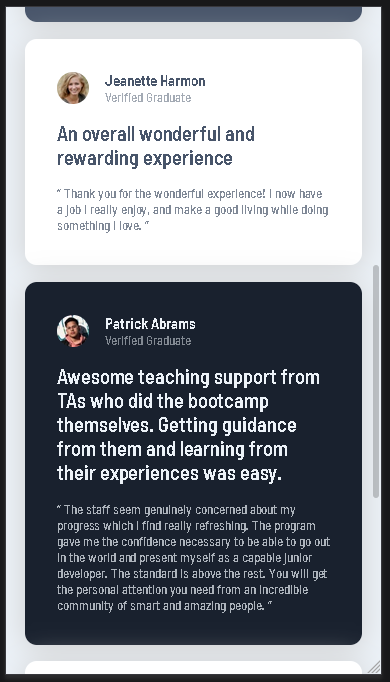 Jeanette Harmon
Verified Graduate
An overall wonderful and
rewarding experience
“ Thank you for the wonderful experience! I now have
a job I really enjoy, and make a good living while doing
something I love. ”
Patrick Abrams
Verified Graduate
Awesome teaching support from
TAs who did the bootcamp
themselves. Getting guidance
from them and learning from
their experiences was easy.
“ The staff seem genuinely concerned about my
progress which I find really refreshing. The program
gave me the confidence necessary to be able to go out
in the world and present myself as a capable junior
developer. The standard is above the rest. You will get
the personal attention you need from an incredible
community of smart and amazing people. ”